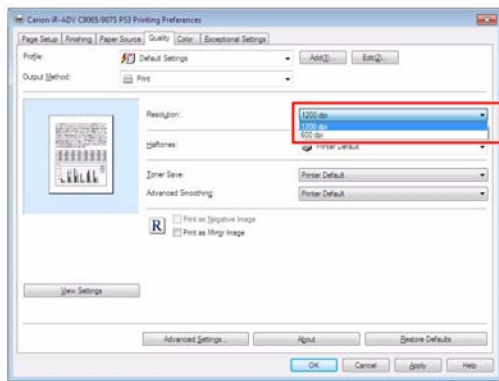 Canon iR-ADV C9065/9075 PS3 Printing Preferences
Page Setup Finishing Paper Source Quality Color Exceptional Settings
Profile: Default Settings Add(1)... Edit(2)...
Output Method: Print
Resolution: 1200 dpi
1200 dpi
600 dpi
Halftones: Printer Default
Toner Save: Printer Default
Advanced Smoothing: Printer Default
R Print as Negative Image
Print as Mirror Image
View Settings
Advanced Settings... About Restore Defaults
OK Cancel Apply Help